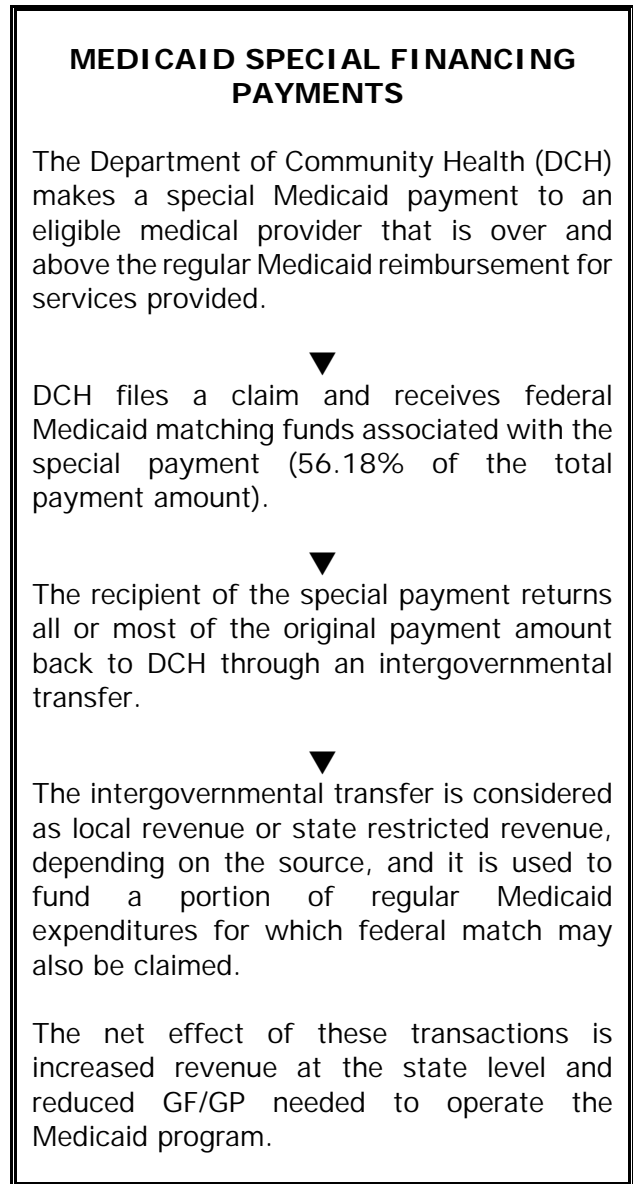 MEDICAID SPECIAL FINANCING
PAYMENTS
The Department of Community Health (DCH)
makes a special Medicaid payment to an
eligible medical provider that is over and
above the regular Medicaid reimbursement for
services provided.
▼
DCH files a claim and receives federal
Medicaid matching funds associated with the
special payment (56.18% of the total
payment amount).
▼
The recipient of the special payment returns
all or most of the original payment amount
back to DCH through an intergovernmental
transfer.
▼
The intergovernmental transfer is considered
as local revenue or state restricted revenue,
depending on the source, and it is used to
fund a portion of regular Medicaid
expenditures for which federal match may
also be claimed.
The net effect of these transactions is
increased revenue at the state level and
reduced GF/GP needed to operate the
Medicaid program.